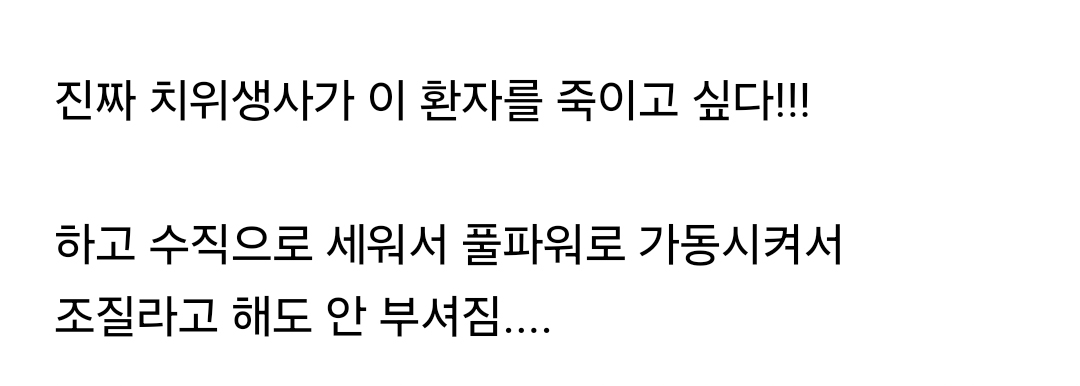 진짜 치위생사가 이 환자를 죽이고 싶다!!!
하고 수직으로 세워서 풀파워로 가동시켜서
조질라고 해도 안 부셔짐....